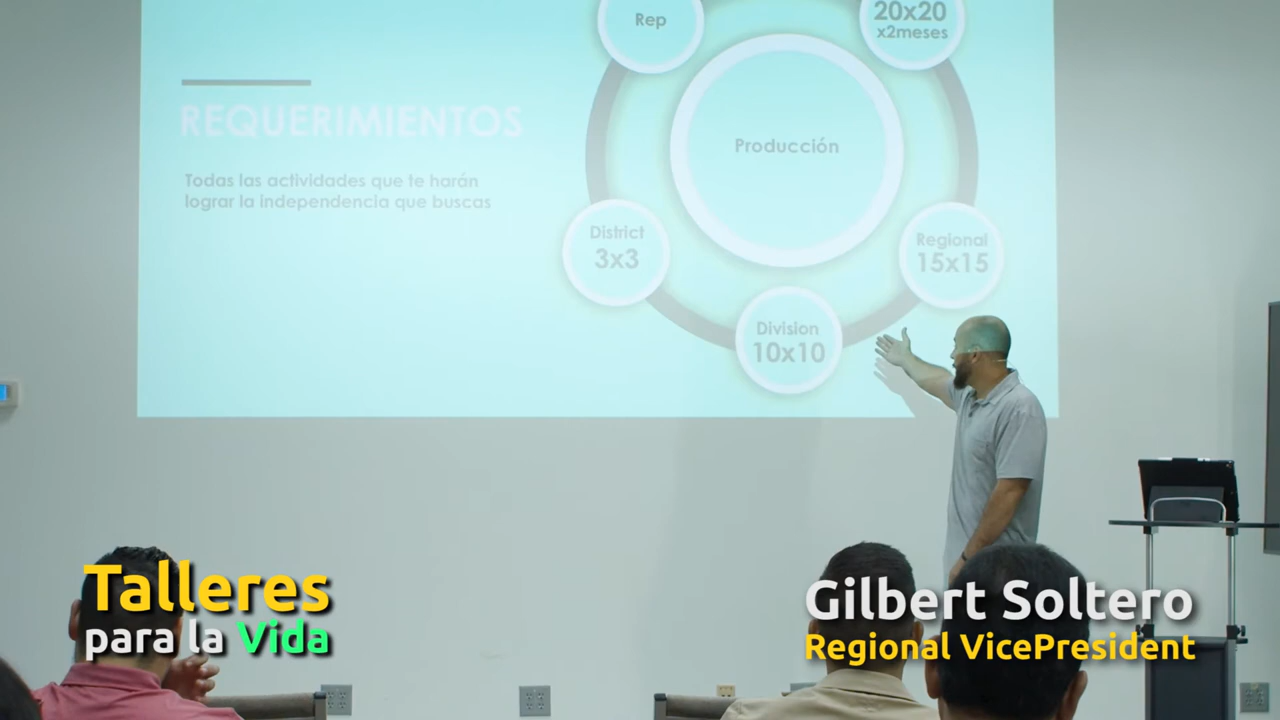 Rep
20x20
x2meses
REQUERIMIENTOS
Producción
Todas las actividades que te harán
lograr la independencia que buscas
District
3x3
Regional
15x15
Division
10x10
Talleres
para la Vida
Gilbert Soltero
Regional VicePresident